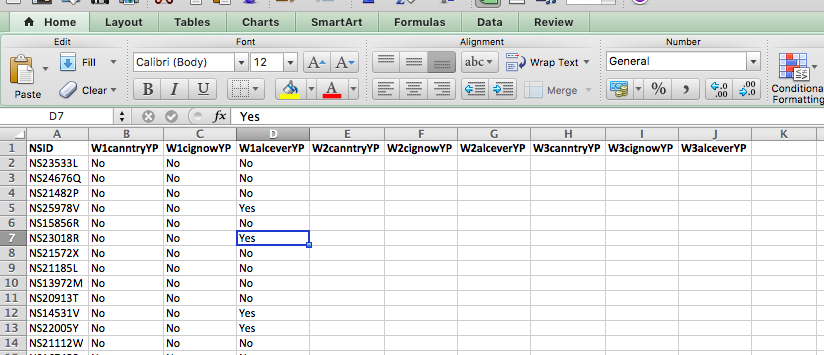 Home Layout Tables Charts SmartArt Formulas Data Review
Edit Font Alignment Number
Fill Calibri (Body) 12 A A abc Wrap Text General
Paste Clear B I U A Merge % , .0 .00 .00 .0 Conditional Formatting
D7 fx Yes
A B C D E F G H I J K
1 NSID W1canntryYP W1cignowYP W1alceverYP W2canntryYP W2cignowYP W2alceverYP W3canntryYP W3cignowYP W3alceverYP
2 NS23533L No No No
3 NS24676Q No No No
4 NS21482P No No No
5 NS25978V No No Yes
6 NS15856R No No No
7 NS23018R No No Yes
8 NS21572X No No No
9 NS21185L No No No
10 NS13972M No No No
11 NS20913T No No No
12 NS14531V No No Yes
13 NS22005Y No No Yes
14 NS21112W No No No